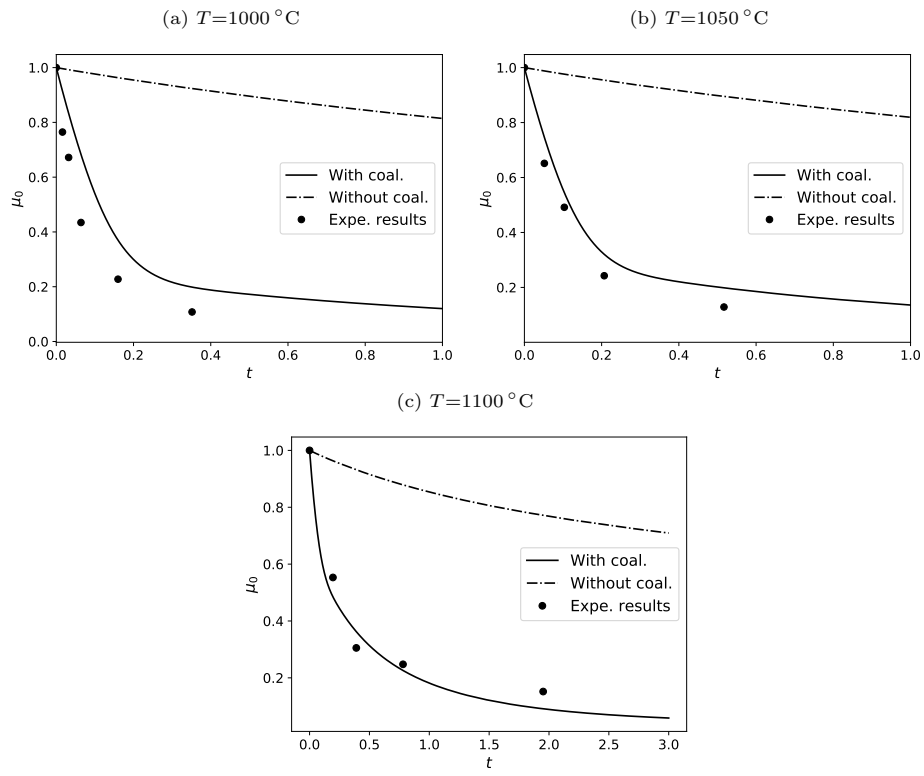 (a) T=1000 °C
1.0
0.8
0.6
0.4
0.2
0.0
μ0
With coal.
Without coal.
Expe. results
0.0 0.2 0.4 0.6 0.8 1.0
t
(b) T=1050 °C
1.0
0.8
0.6
0.4
0.2
μ0
With coal.
Without coal.
Expe. results
0.0 0.2 0.4 0.6 0.8 1.0
t
(c) T=1100 °C
1.0
0.8
0.6
0.4
0.2
μ0
With coal.
Without coal.
Expe. results
0.0 0.5 1.0 1.5 2.0 2.5 3.0
t